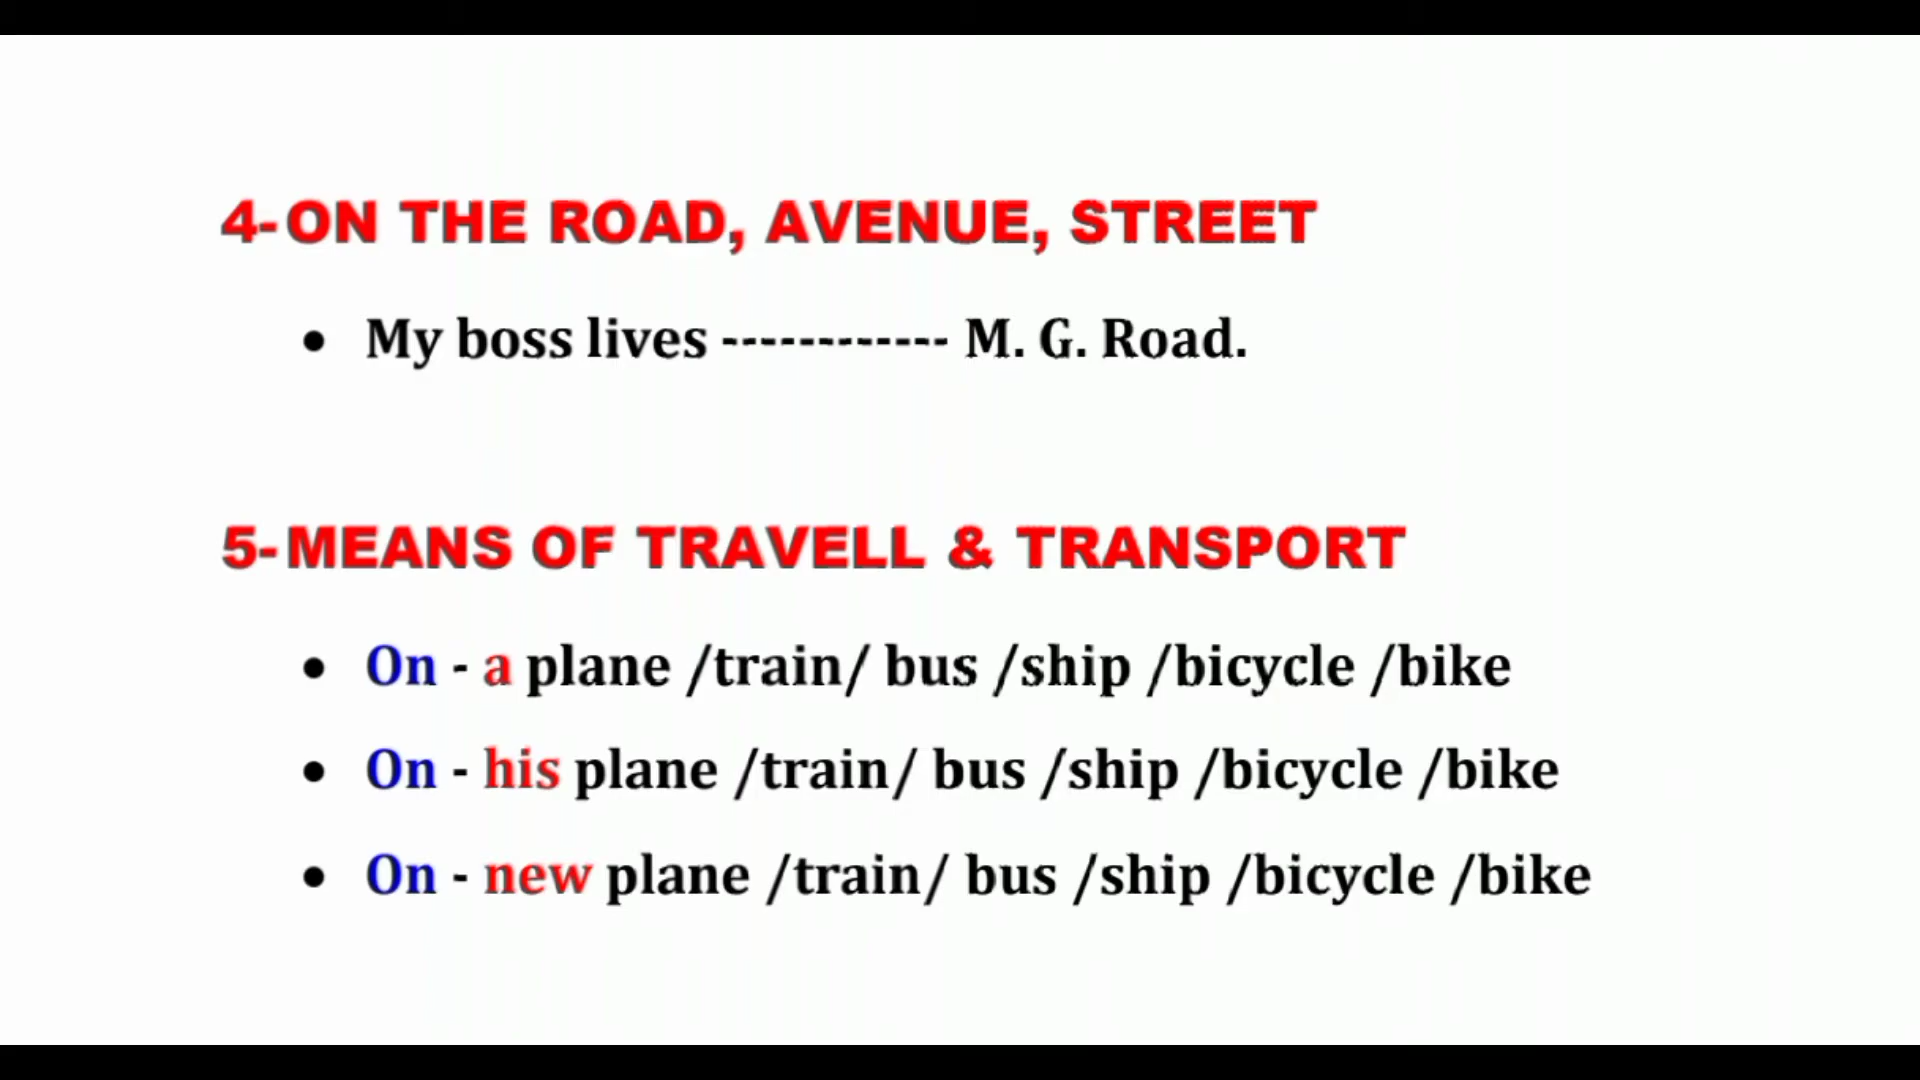 4- ON THE ROAD, AVENUE, STREET
• My boss lives ------------ M. G. Road.
5- MEANS OF TRAVELL & TRANSPORT
• On - a plane /train/ bus /ship /bicycle /bike
• On - his plane /train/ bus /ship /bicycle /bike
• On - new plane /train/ bus /ship /bicycle /bike